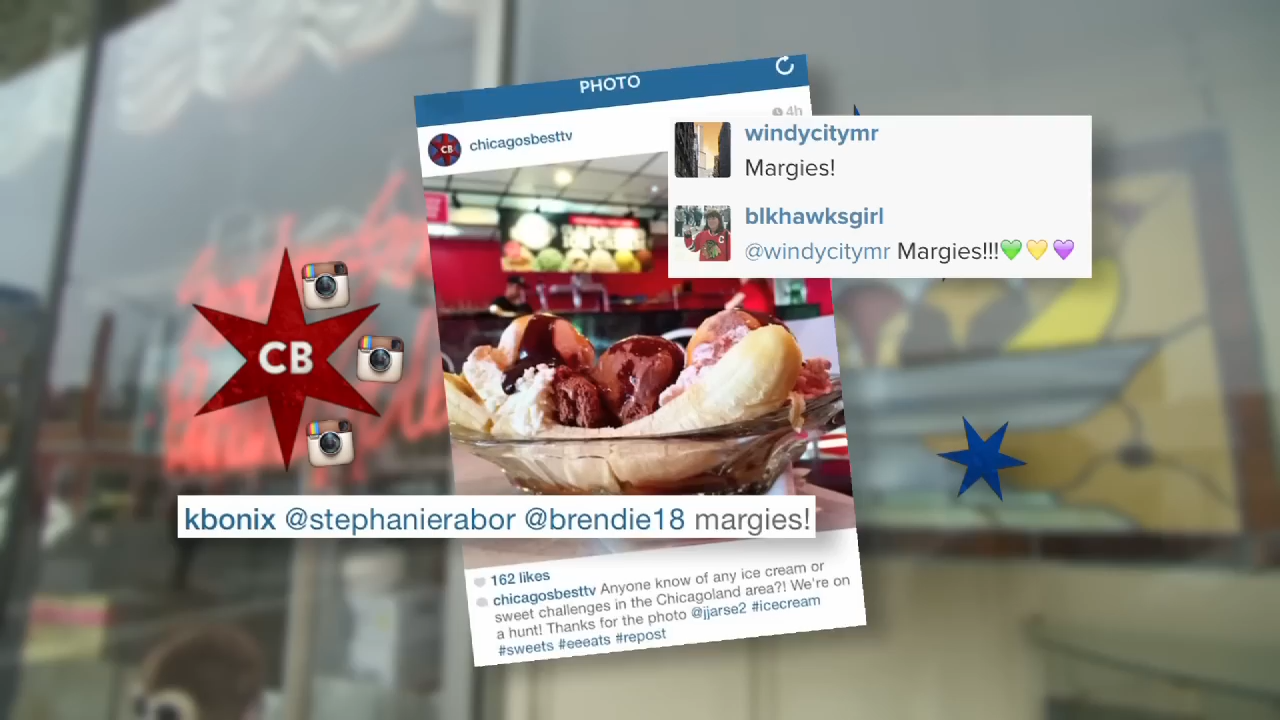 PHOTO
4h
CB
chicagosbesttv
windycitymr
Margies!
blkhawksgirl
@windycitymr Margies!!!💚💛💜
CB
kbonix @stephanierabor @brendie18 margies!
162 likes
chicagosbesttv Anyone know of any ice cream or
sweet challenges in the Chicagoland area?! We're on
a hunt! Thanks for the photo @jjarse2 #icecream
#sweets #eeeats #repost